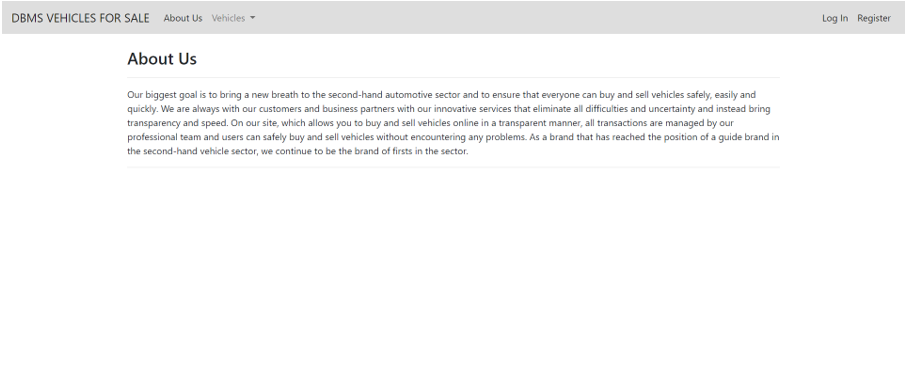 DBMS VEHICLES FOR SALE About Us Vehicles Log In Register
About Us
Our biggest goal is to bring a new breath to the second-hand automotive sector and to ensure that everyone can buy and sell vehicles safely, easily and
quickly. We are always with our customers and business partners with our innovative services that eliminate all difficulties and uncertainty and instead bring
transparency and speed. On our site, which allows you to buy and sell vehicles online in a transparent manner, all transactions are managed by our
professional team and users can safely buy and sell vehicles without encountering any problems. As a brand that has reached the position of a guide brand in
the second-hand vehicle sector, we continue to be the brand of firsts in the sector.